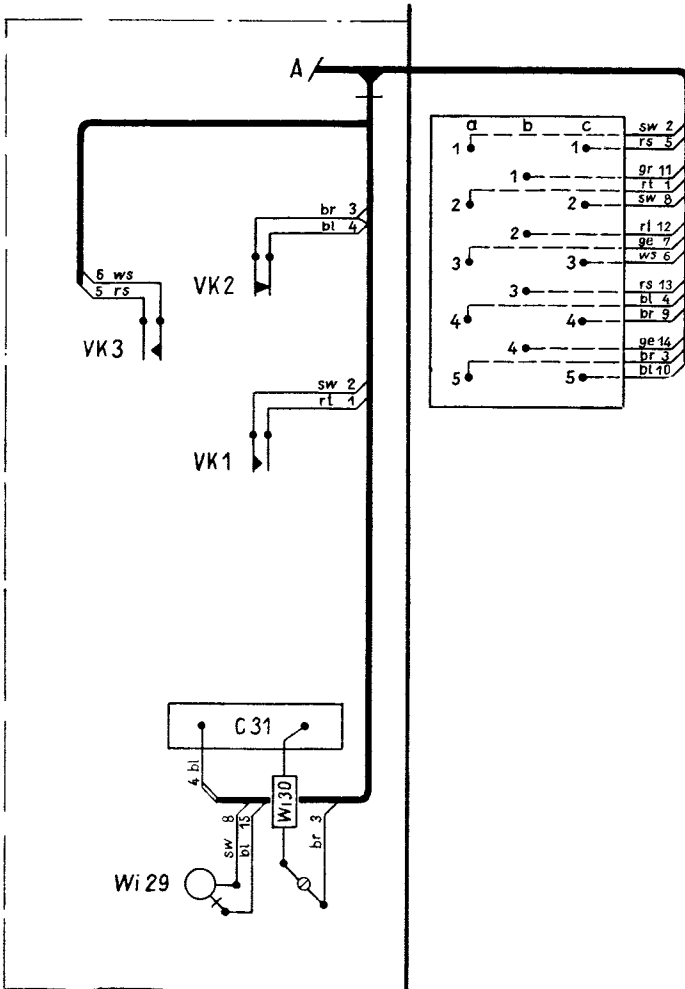 A
a b c
sw 2
1 1 rs 5
1 gr 11
rt 1
2 2 sw 8
2 rt 12
ge 7
3 3 ws 6
3 rs 13
bl 4
4 4 br 9
4 ge 14
br 3
5 5 bl 10
br 3
bl 4
VK2
6 ws
5 rs
VK3
sw 2
rt 1
VK1
C31
4 bl
Wi30
sw 8
bl 15
br 3
Wi 29